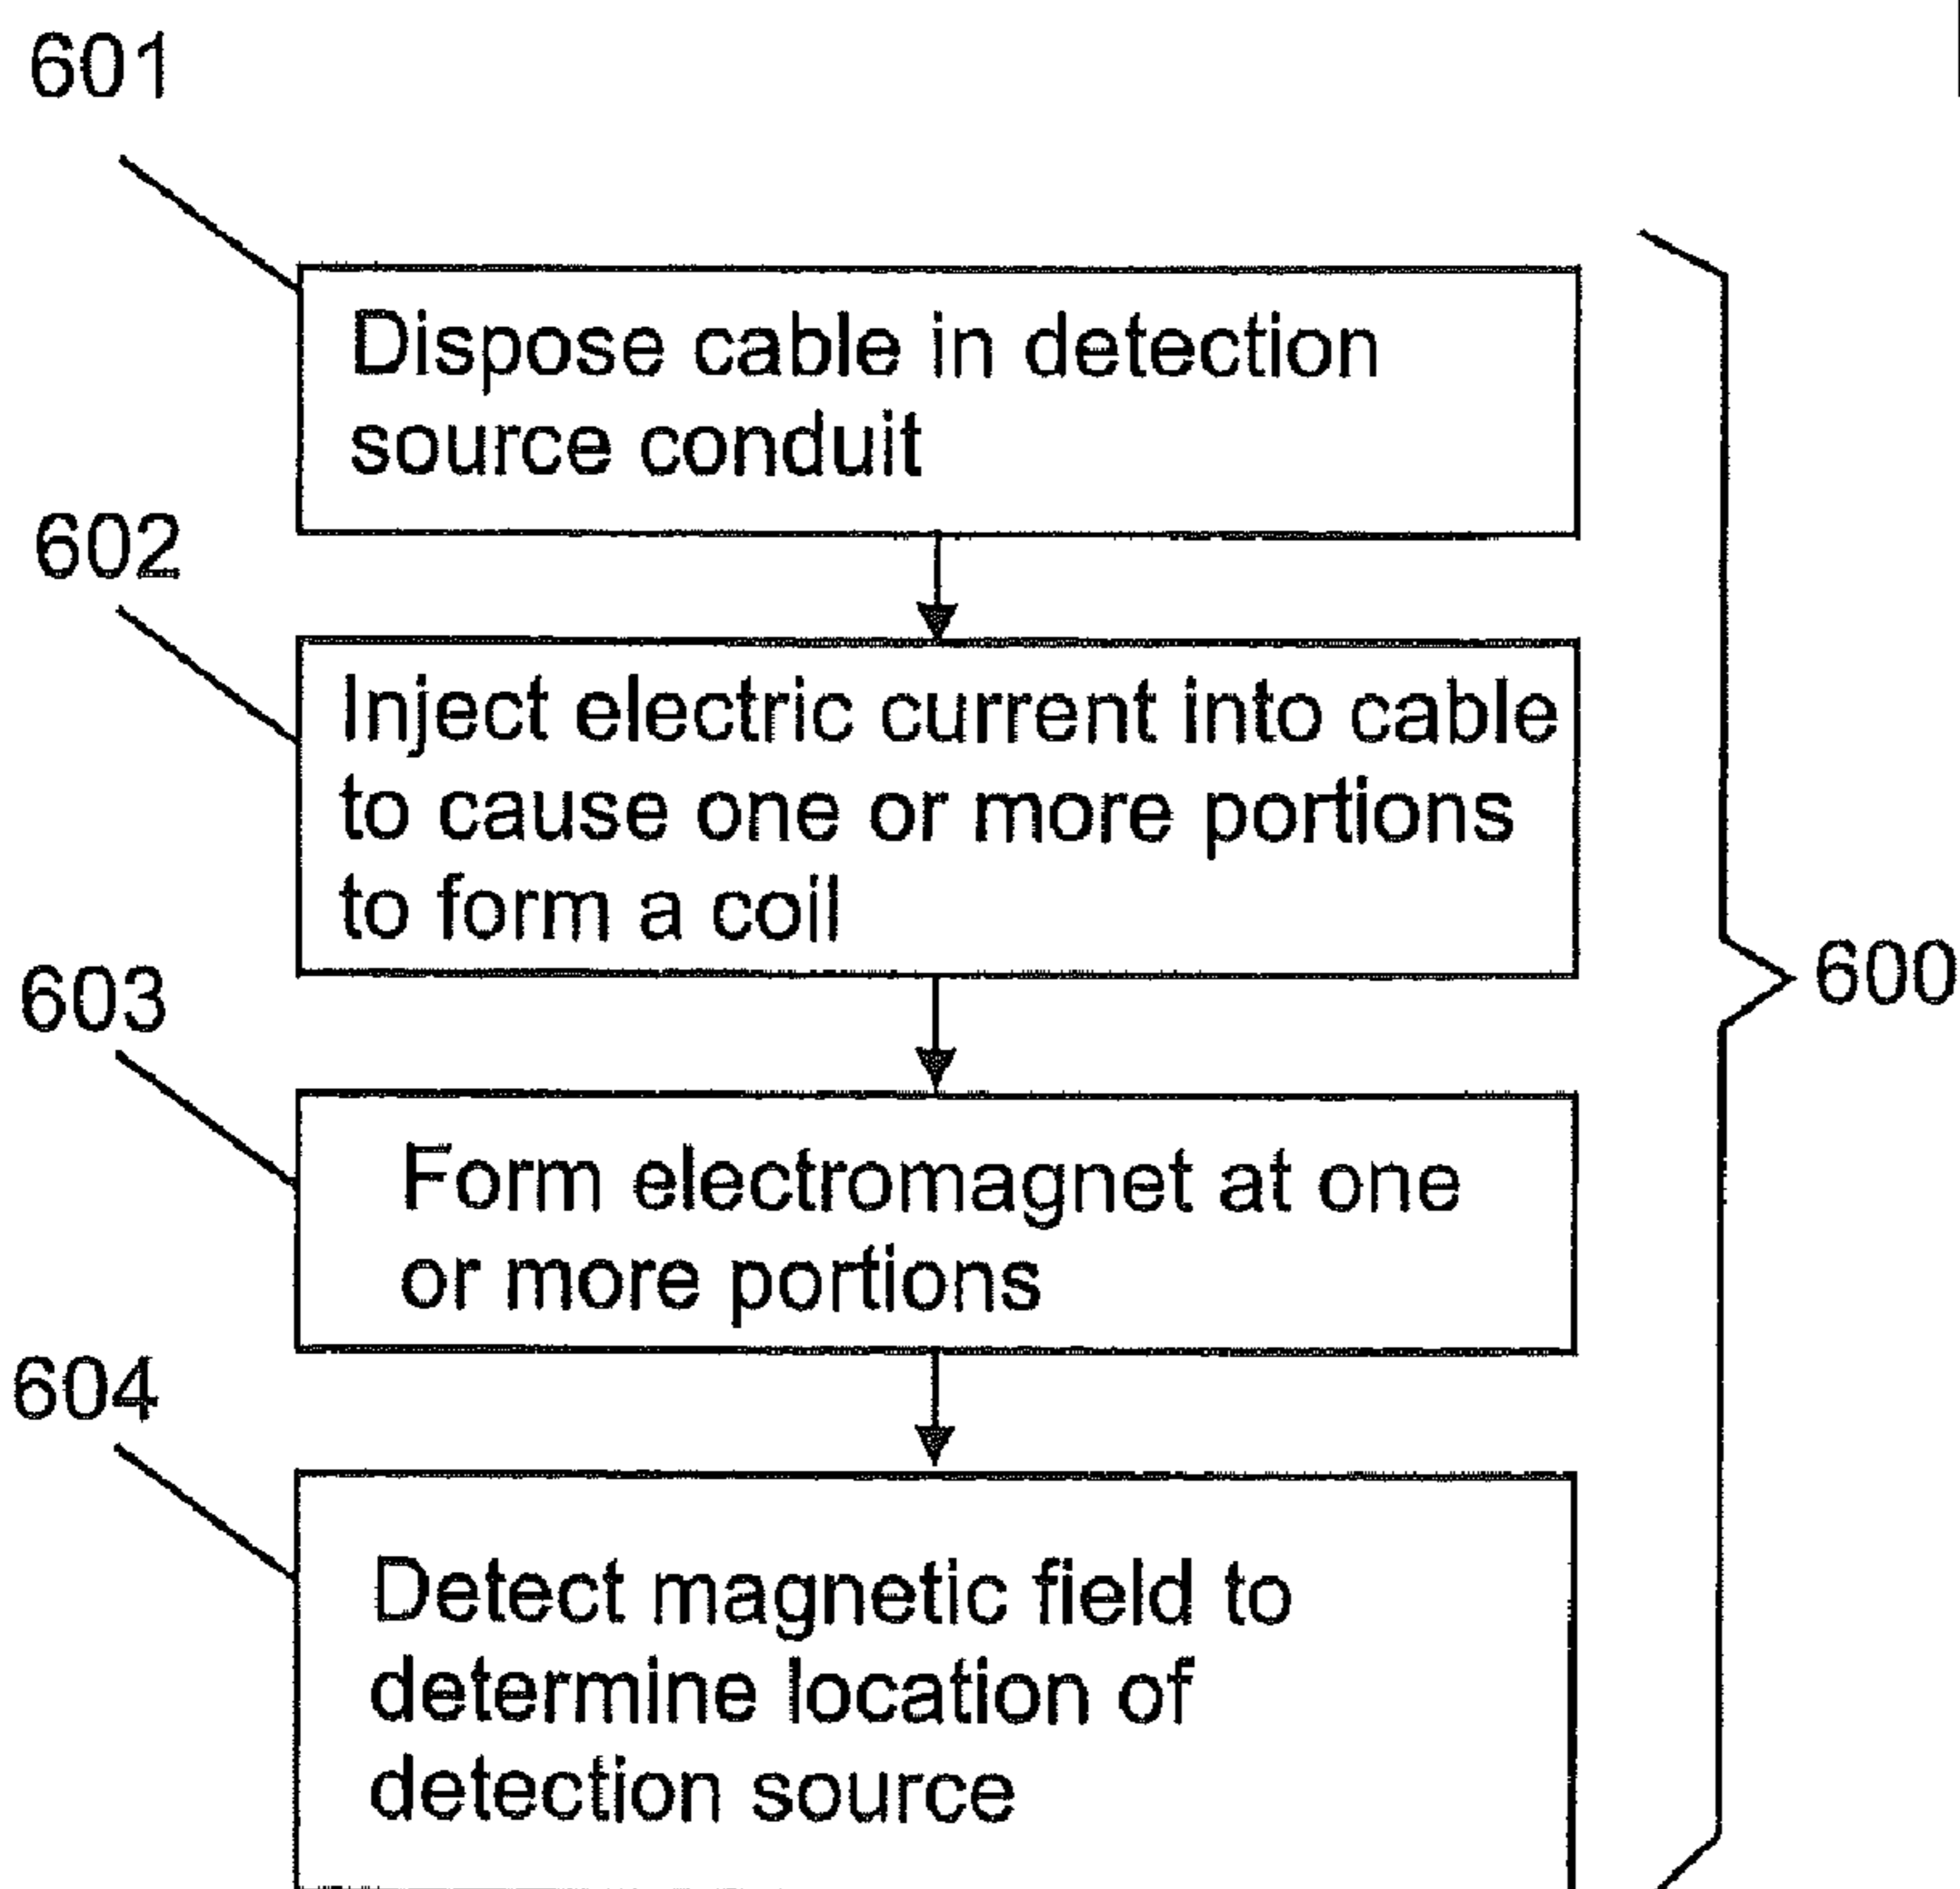 601
Dispose cable in detection
source conduit
602
Inject electric current into cable
to cause one or more portions
to form a coil
603
Form electromagnet at one
or more portions
604
Detect magnetic field to
determine location of
detection source
600